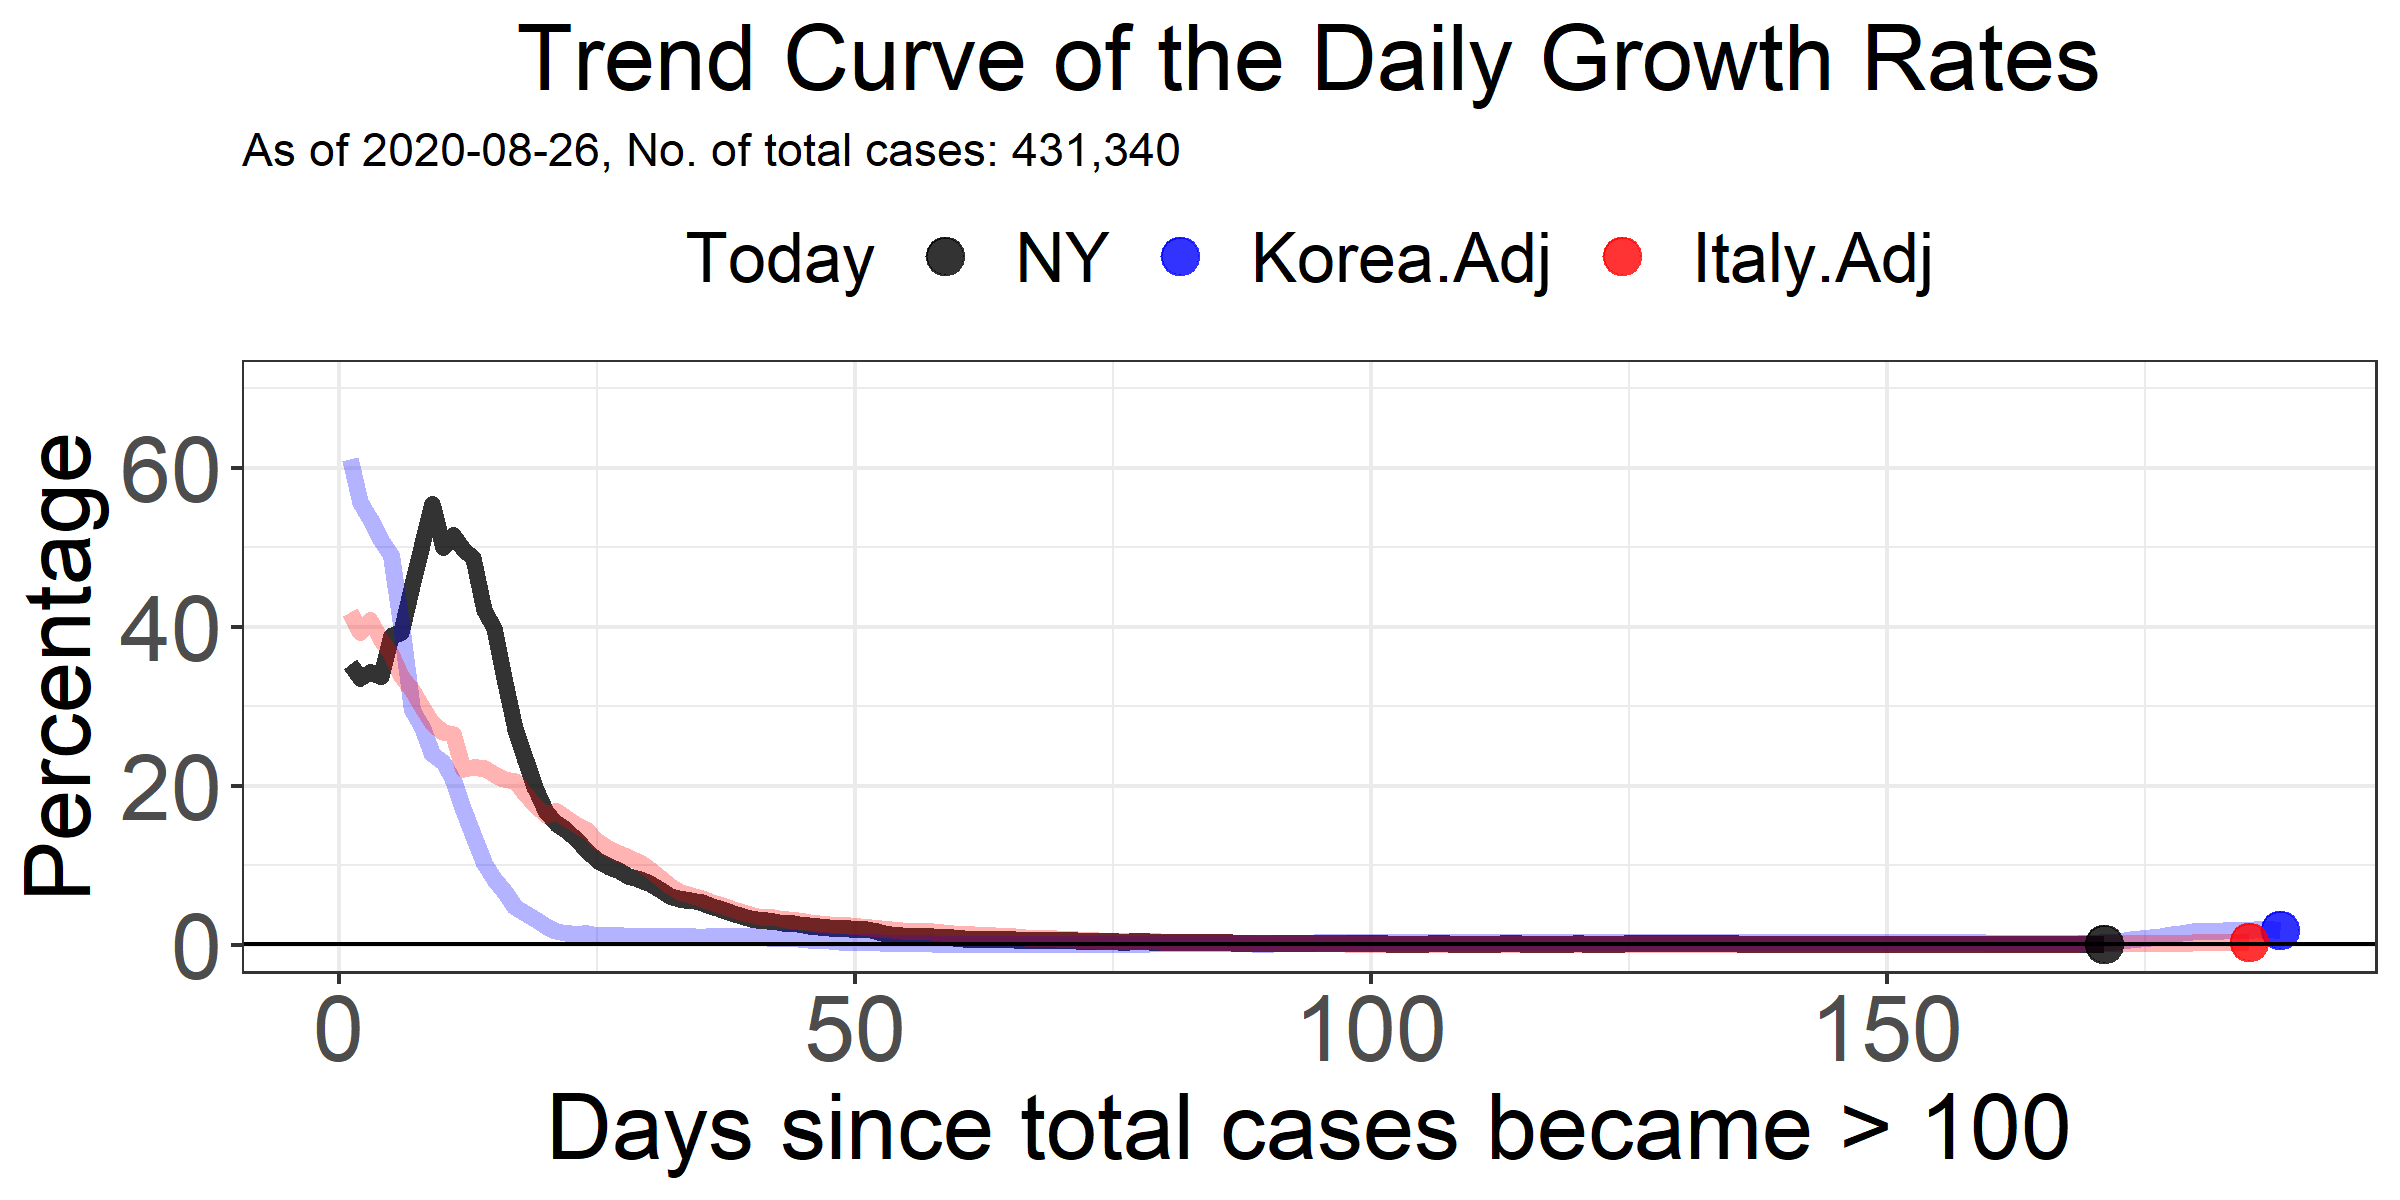 Trend Curve of the Daily Growth Rates
As of 2020-08-26, No. of total cases: 431,340
Today NY Korea.Adj Italy.Adj
Percentage
60
40
20
0
0 50 100 150
Days since total cases became > 100